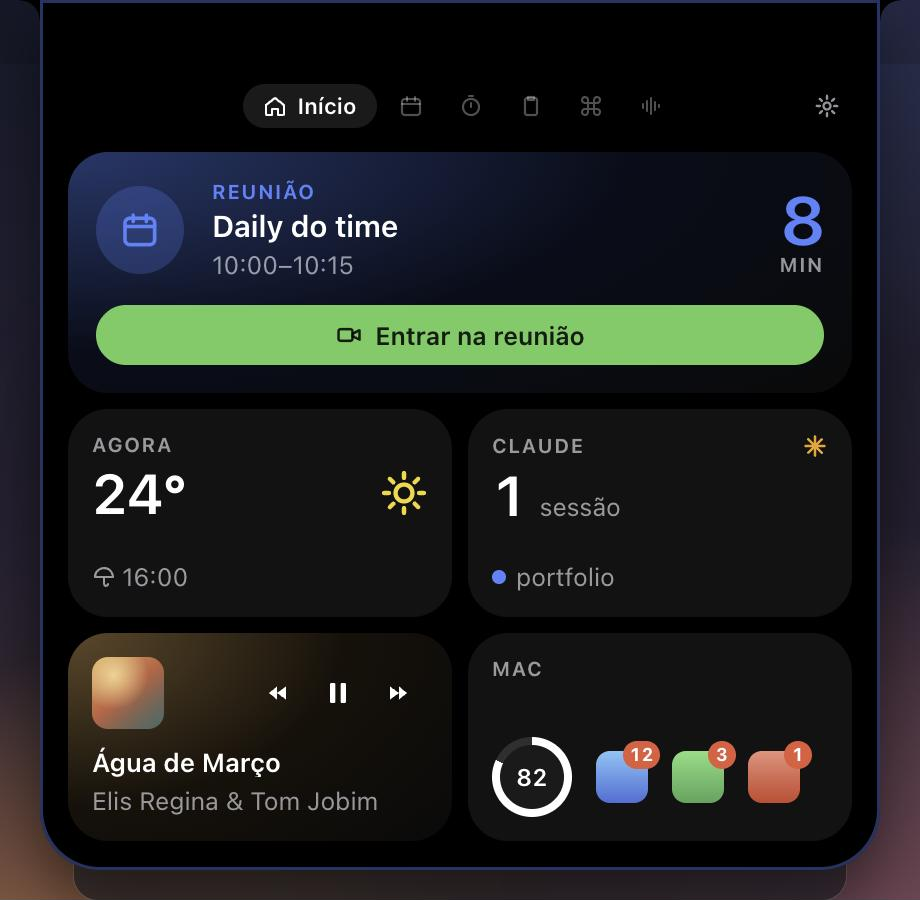 Início
REUNIÃO
Daily do time
10:00–10:15
8
MIN
Entrar na reunião
AGORA
24°
16:00
CLAUDE
1 sessão
portfolio
Água de Março
Elis Regina & Tom Jobim
MAC
82
12
3
1